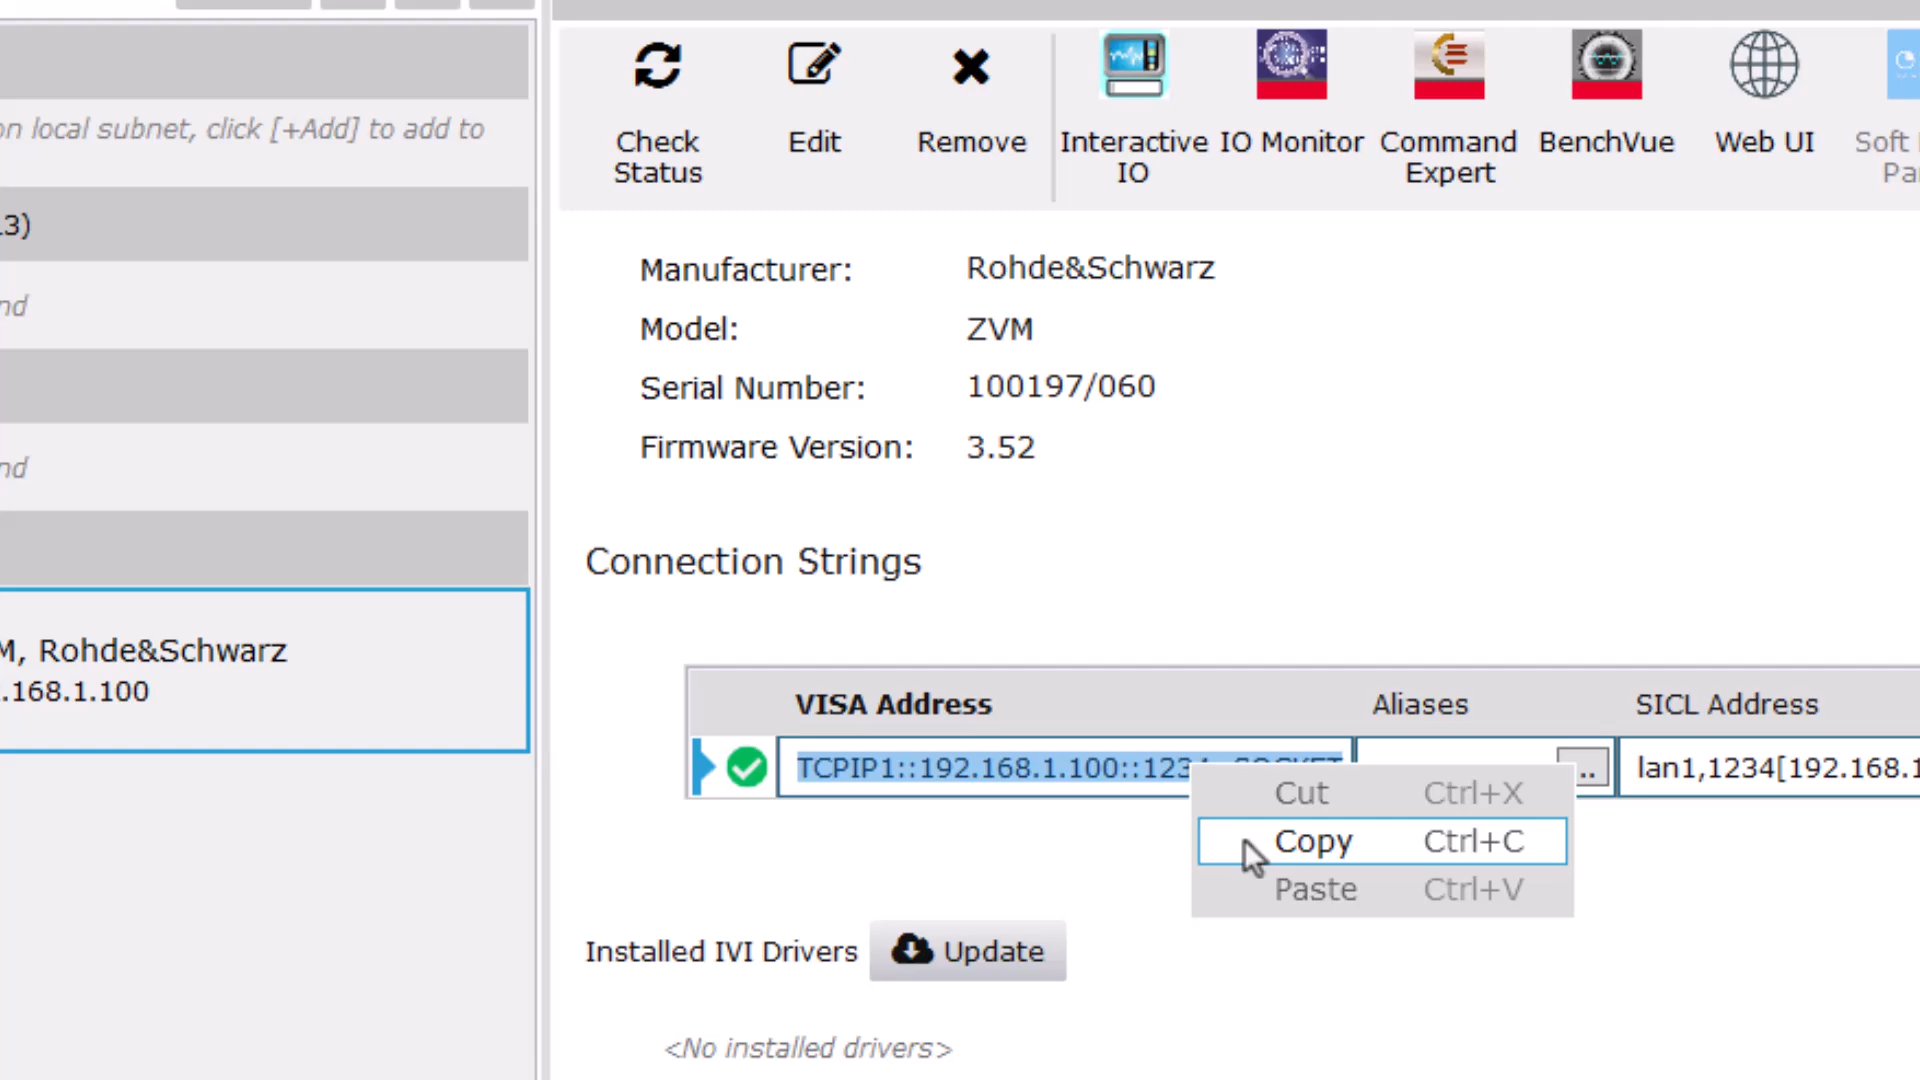 on local subnet, click [+Add] to add to
13)
nd
nd
M, Rohde&Schwarz
.168.1.100
Check Status
Edit
Remove
Interactive IO
IO Monitor
Command Expert
BenchVue
Web UI
Soft
Manufacturer: Rohde&Schwarz
Model: ZVM
Serial Number: 100197/060
Firmware Version: 3.52
Connection Strings
VISA Address Aliases SICL Address
TCPIP1::192.168.1.100::1234::SOCKET .. lan1,1234[192.168.1
Cut Ctrl+X
Copy Ctrl+C
Paste Ctrl+V
Installed IVI Drivers Update
<No installed drivers>